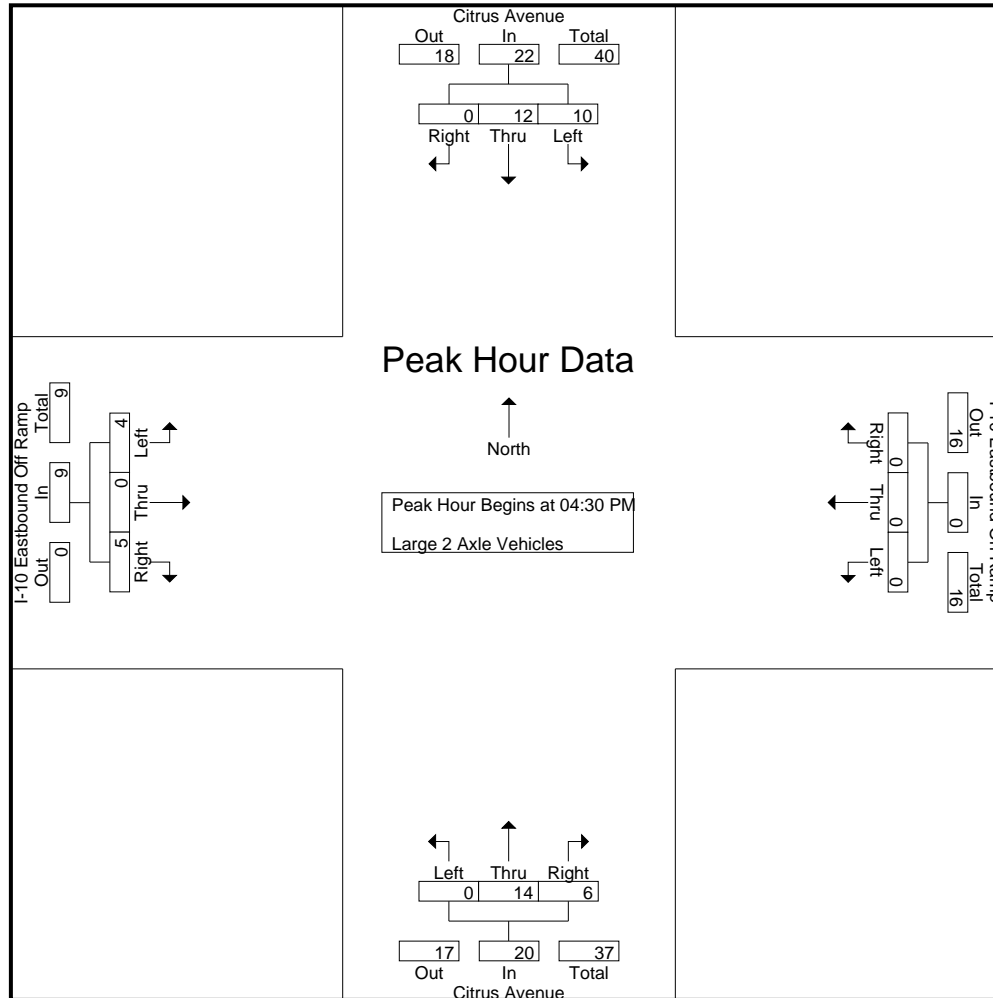 Citrus Avenue
Out In Total
18 22 40
0 12 10
Right Thru Left
Peak Hour Data
North
Peak Hour Begins at 04:30 PM
Large 2 Axle Vehicles
I-10 Eastbound Off Ramp
Total In Out
9 9 0
4 0 5
Left Thru Right
Out In Total
16 0 16
0 0 0
Right Thru Left
Left Thru Right
0 14 6
17 20 37
Out In Total
Citrus Avenue